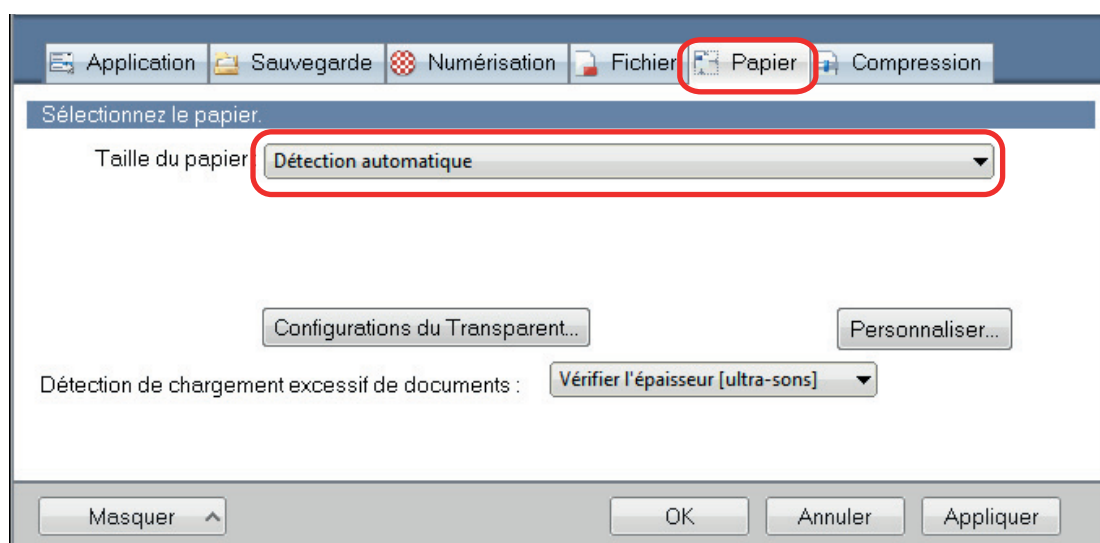 Application Sauvegarde Numérisation Fichier Papier Compression
Sélectionnez le papier.
Taille du papier : Détection automatique
Configurations du Transparent... Personnaliser...
Détection de chargement excessif de documents : Vérifier l'épaisseur [ultra-sons]
Masquer OK Annuler Appliquer